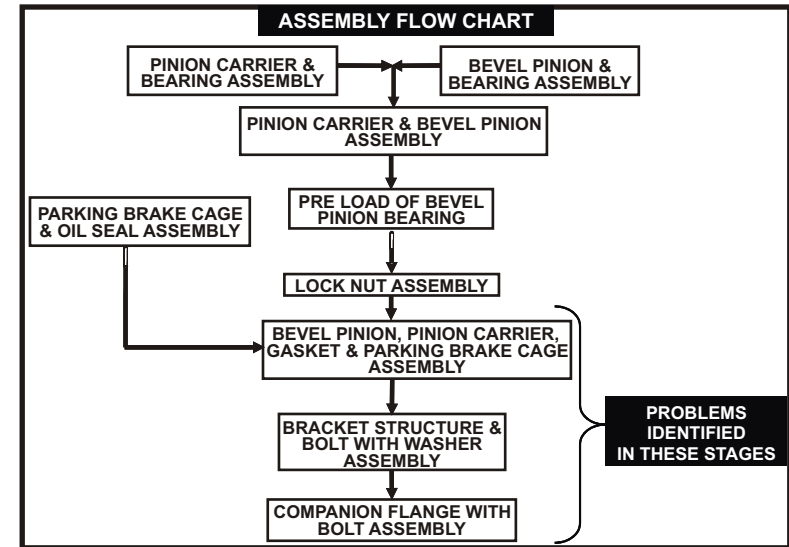 ASSEMBLY FLOW CHART
PINION CARRIER &
BEARING ASSEMBLY
BEVEL PINION &
BEARING ASSEMBLY
PINION CARRIER & BEVEL PINION
ASSEMBLY
PRE LOAD OF BEVEL
PINION BEARING
PARKING BRAKE CAGE
& OIL SEAL ASSEMBLY
LOCK NUT ASSEMBLY
BEVEL PINION, PINION CARRIER,
GASKET & PARKING BRAKE CAGE
ASSEMBLY
BRACKET STRUCTURE &
BOLT WITH WASHER
ASSEMBLY
COMPANION FLANGE WITH
BOLT ASSEMBLY
PROBLEMS
IDENTIFIED
IN THESE STAGES